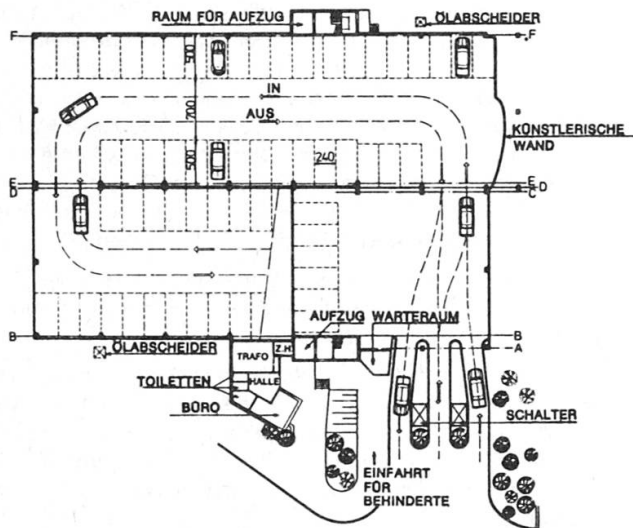 RAUM FÜR AUFZUG
ÖLABSCHEIDER
F
F
500
IN
700
AUS
KÜNSTLERISCHE
WAND
500
240
E
D
E
D
C
B
B
A
AUFZUG
WARTERAUM
ÖLABSCHEIDER
TRAFO
Z.H
TOILETTEN
HALLE
BÜRO
SCHALTER
EINFAHRT
FÜR
BEHINDERTE